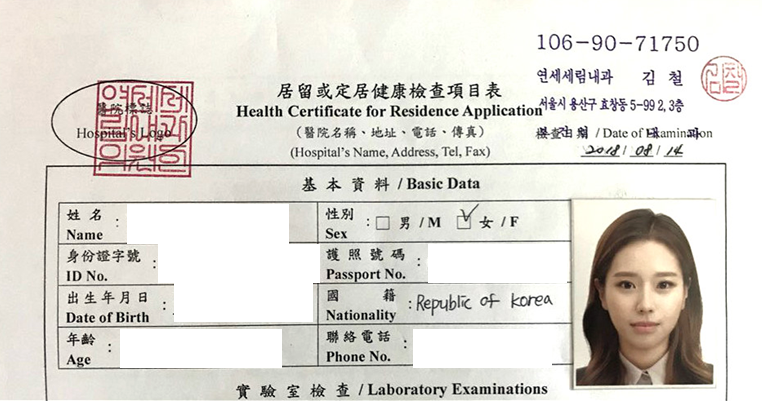 106-90-71750
연세세림내과 김 철
서울시 용산구 효창동 5-99 2, 3층
居留或定居健康檢查項目表
Health Certificate for Residence Application
醫院標誌
Hospital's Logo
(醫院名稱、地址、電話、傳真)
(Hospital's Name, Address, Tel, Fax)
檢查日期 / Date of Examination
2018 / 08 / 14
基本資料 / Basic Data
姓名 :
Name
性別 : □ 男 / M ☑ 女 / F
Sex
身份證字號 :
ID No.
護照號碼 :
Passport No.
出生年月日 :
Date of Birth
國籍 : Republic of Korea
Nationality
年齡 :
Age
聯絡電話 :
Phone No.
實驗室檢查 / Laboratory Examinations